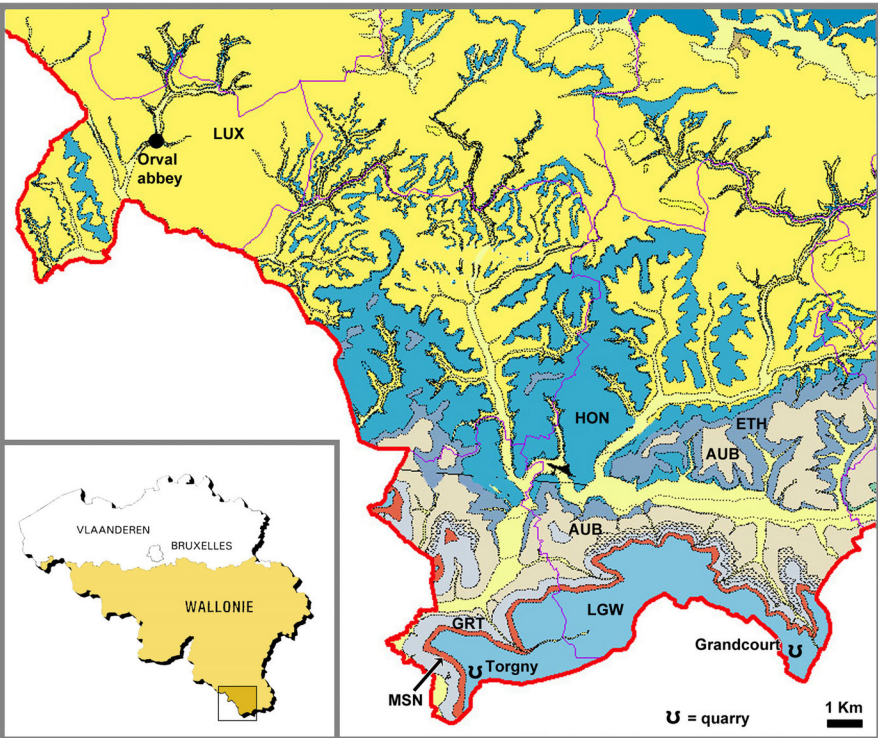 LUX
Orval
abbey
HON
ETH
AUB
AUB
LGW
GRT
Grandcourt
Torgny
MSN
1 Km
= quarry
VLAANDEREN
BRUXELLES
WALLONIE